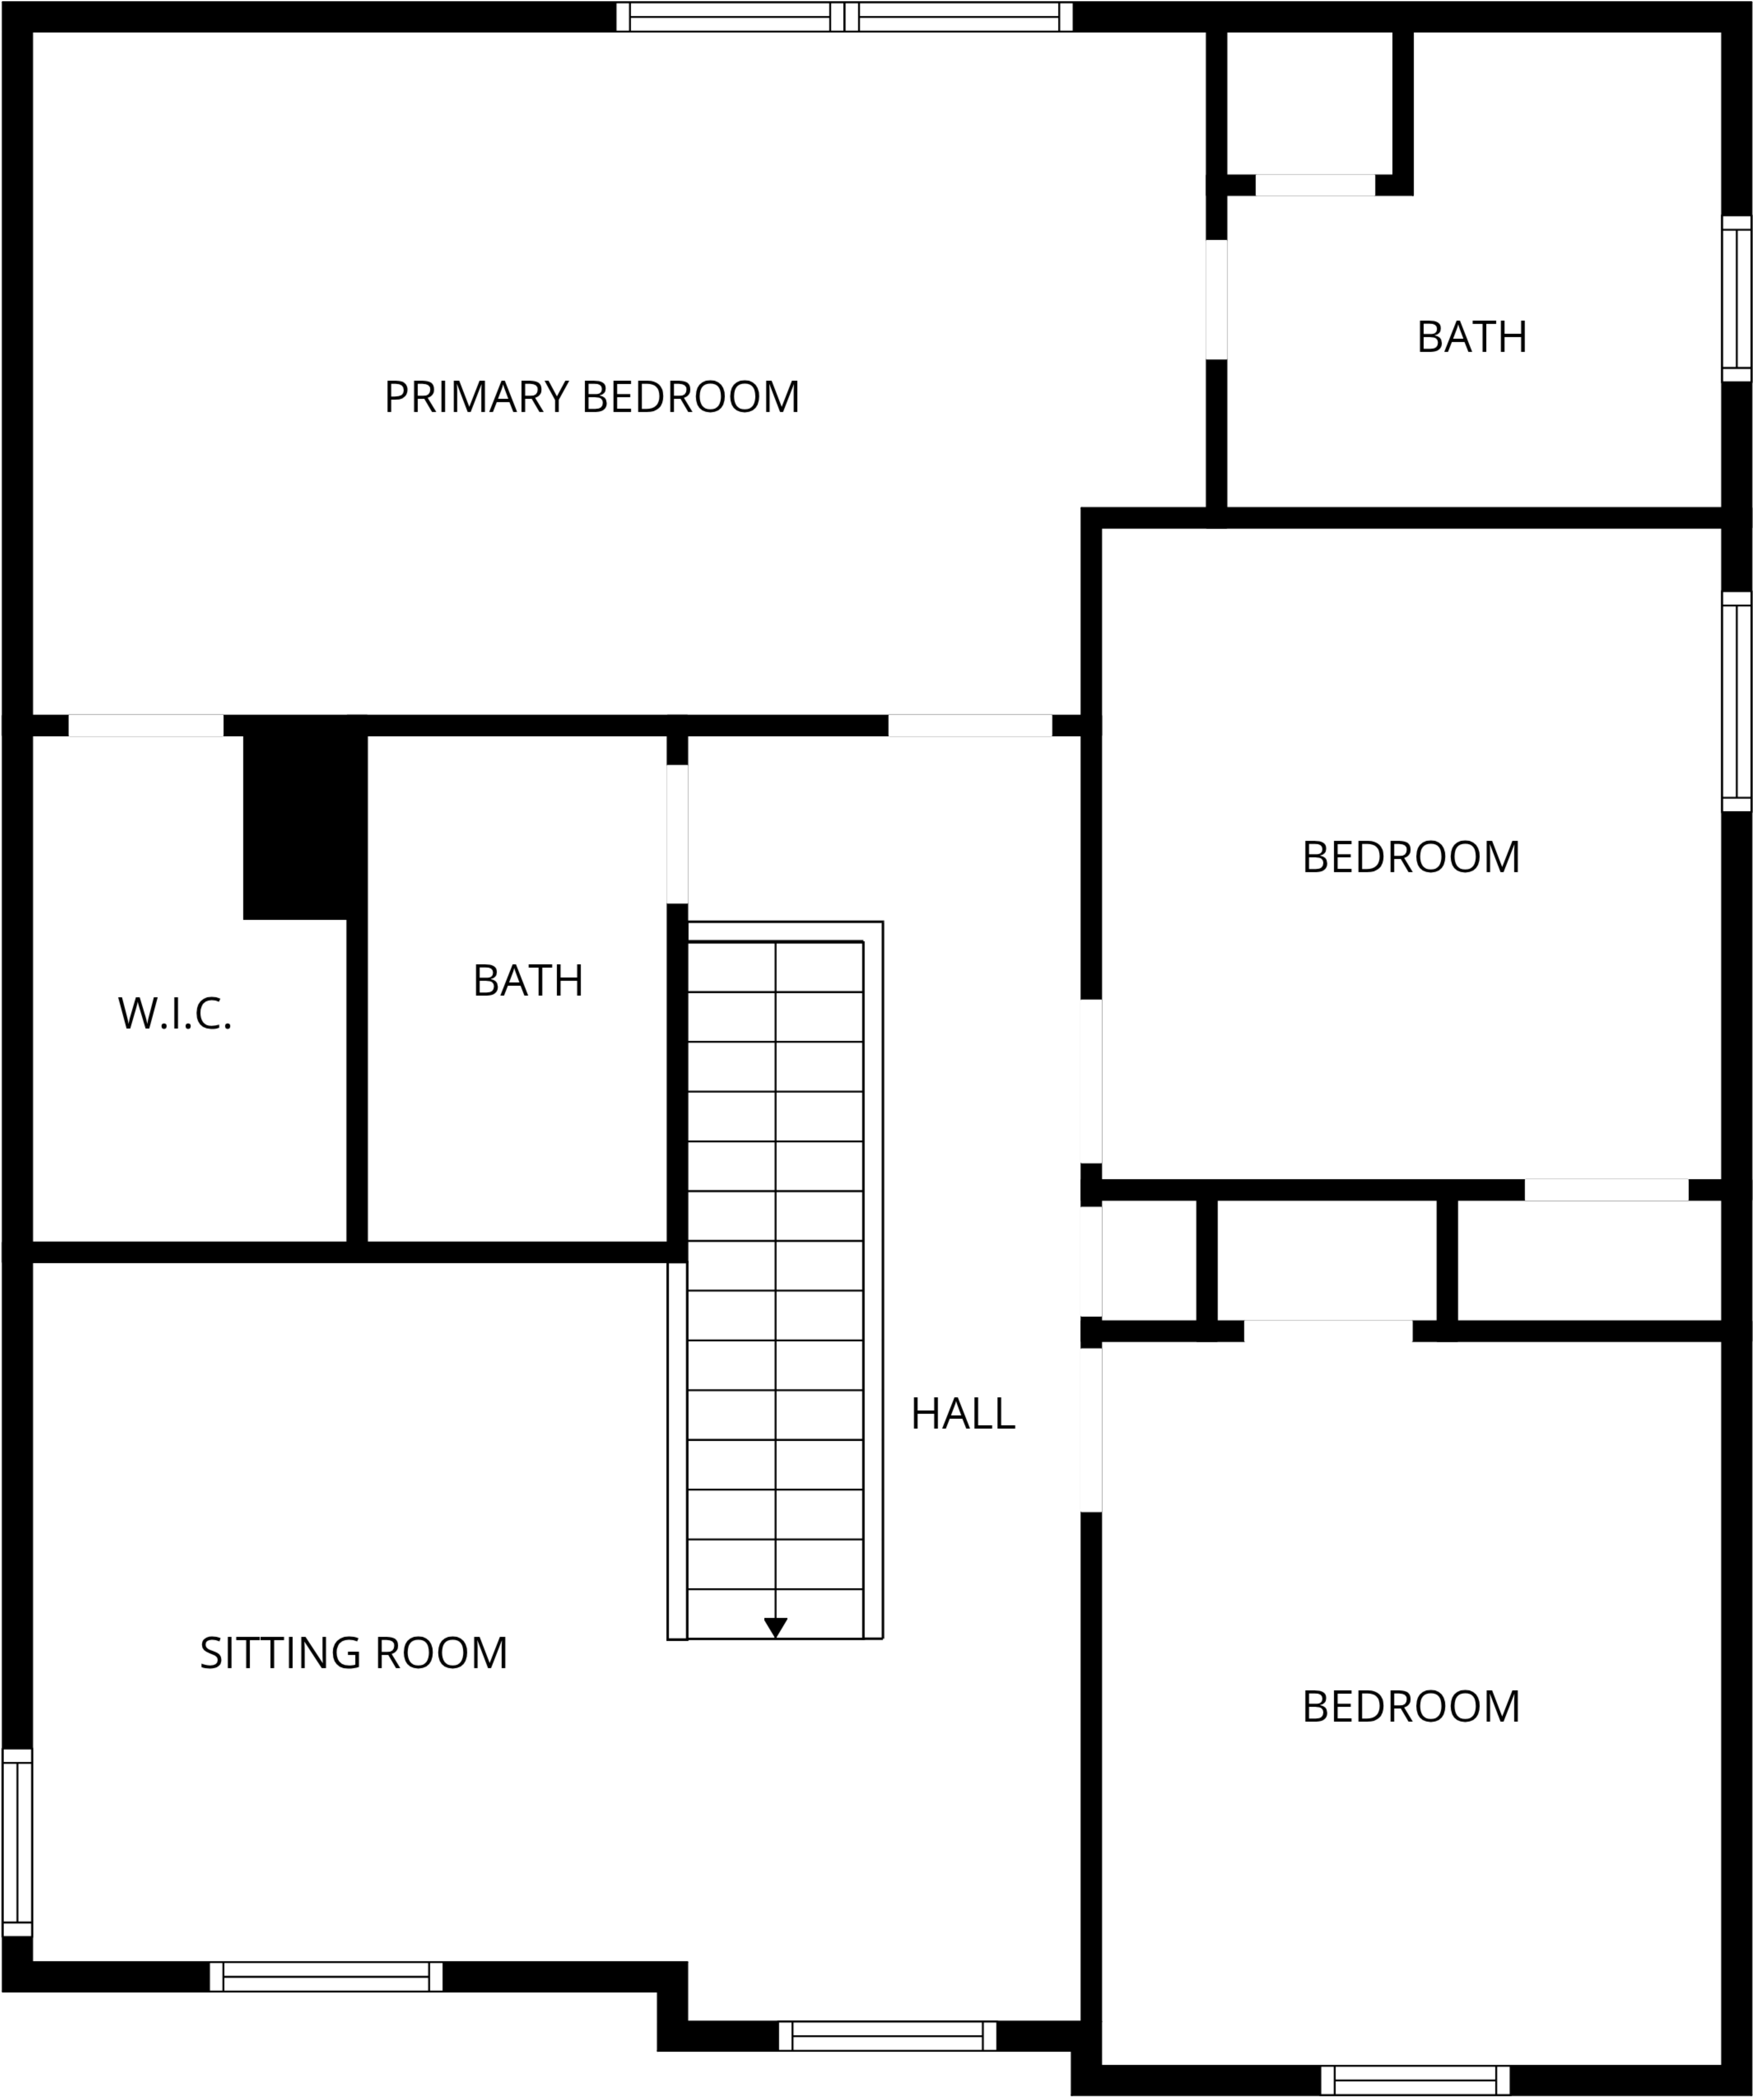 BATH
PRIMARY BEDROOM
BEDROOM
BATH
W.I.C.
HALL
SITTING ROOM
BEDROOM